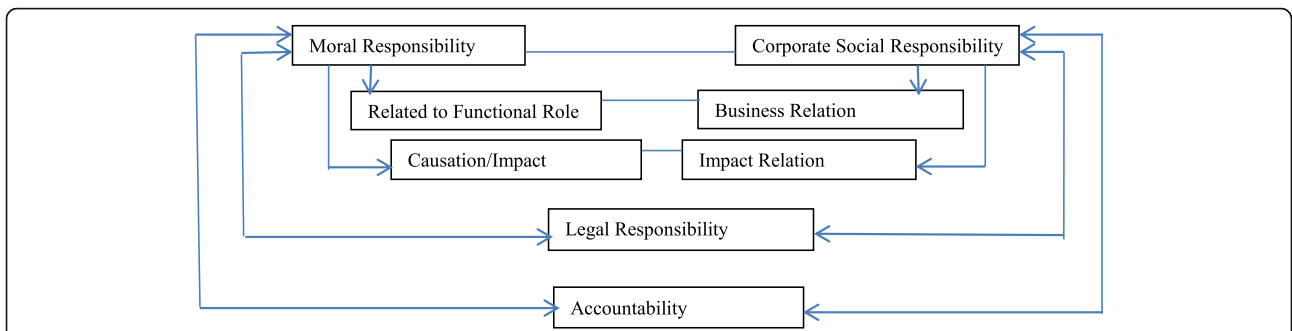 Moral Responsibility
Corporate Social Responsibility
Related to Functional Role
Business Relation
Causation/Impact
Impact Relation
Legal Responsibility
Accountability